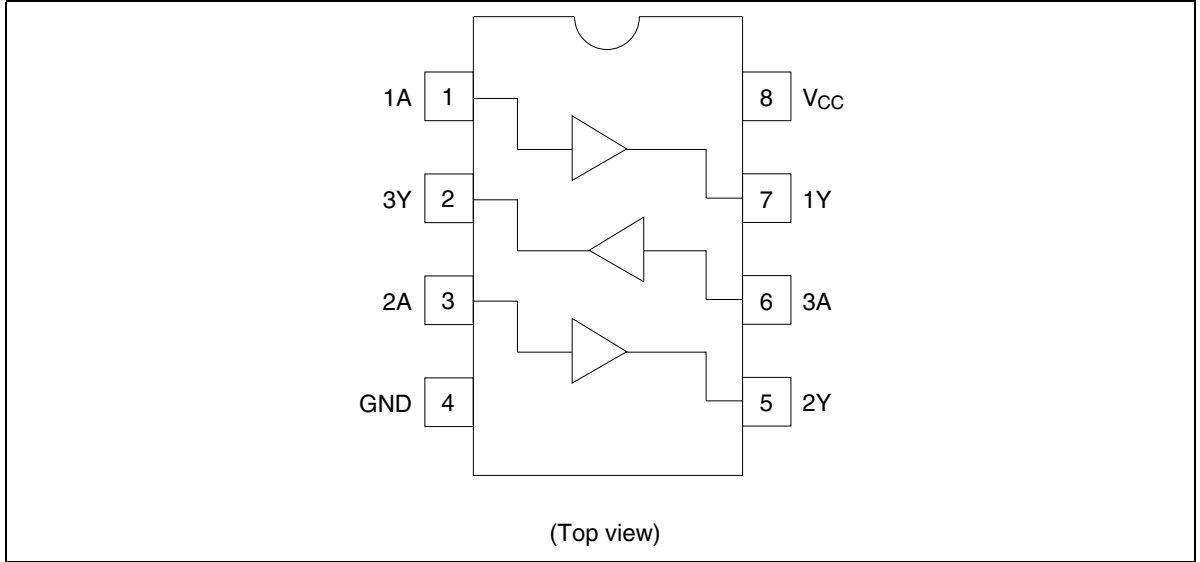 1A 1 8 VCC
3Y 2 7 1Y
2A 3 6 3A
GND 4 5 2Y
(Top view)